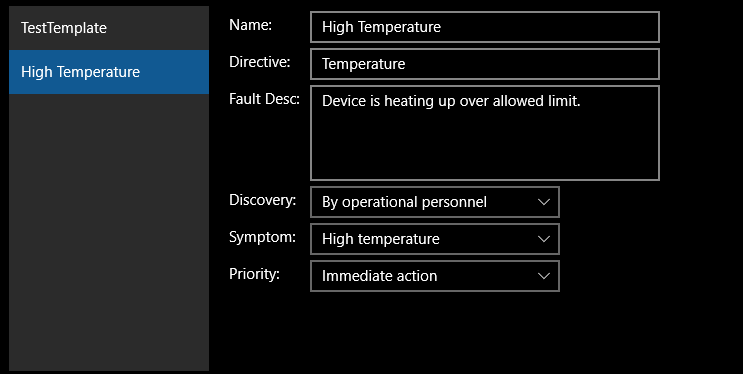 TestTemplate
High Temperature
Name: High Temperature
Directive: Temperature
Fault Desc: Device is heating up over allowed limit.
Discovery: By operational personnel
Symptom: High temperature
Priority: Immediate action